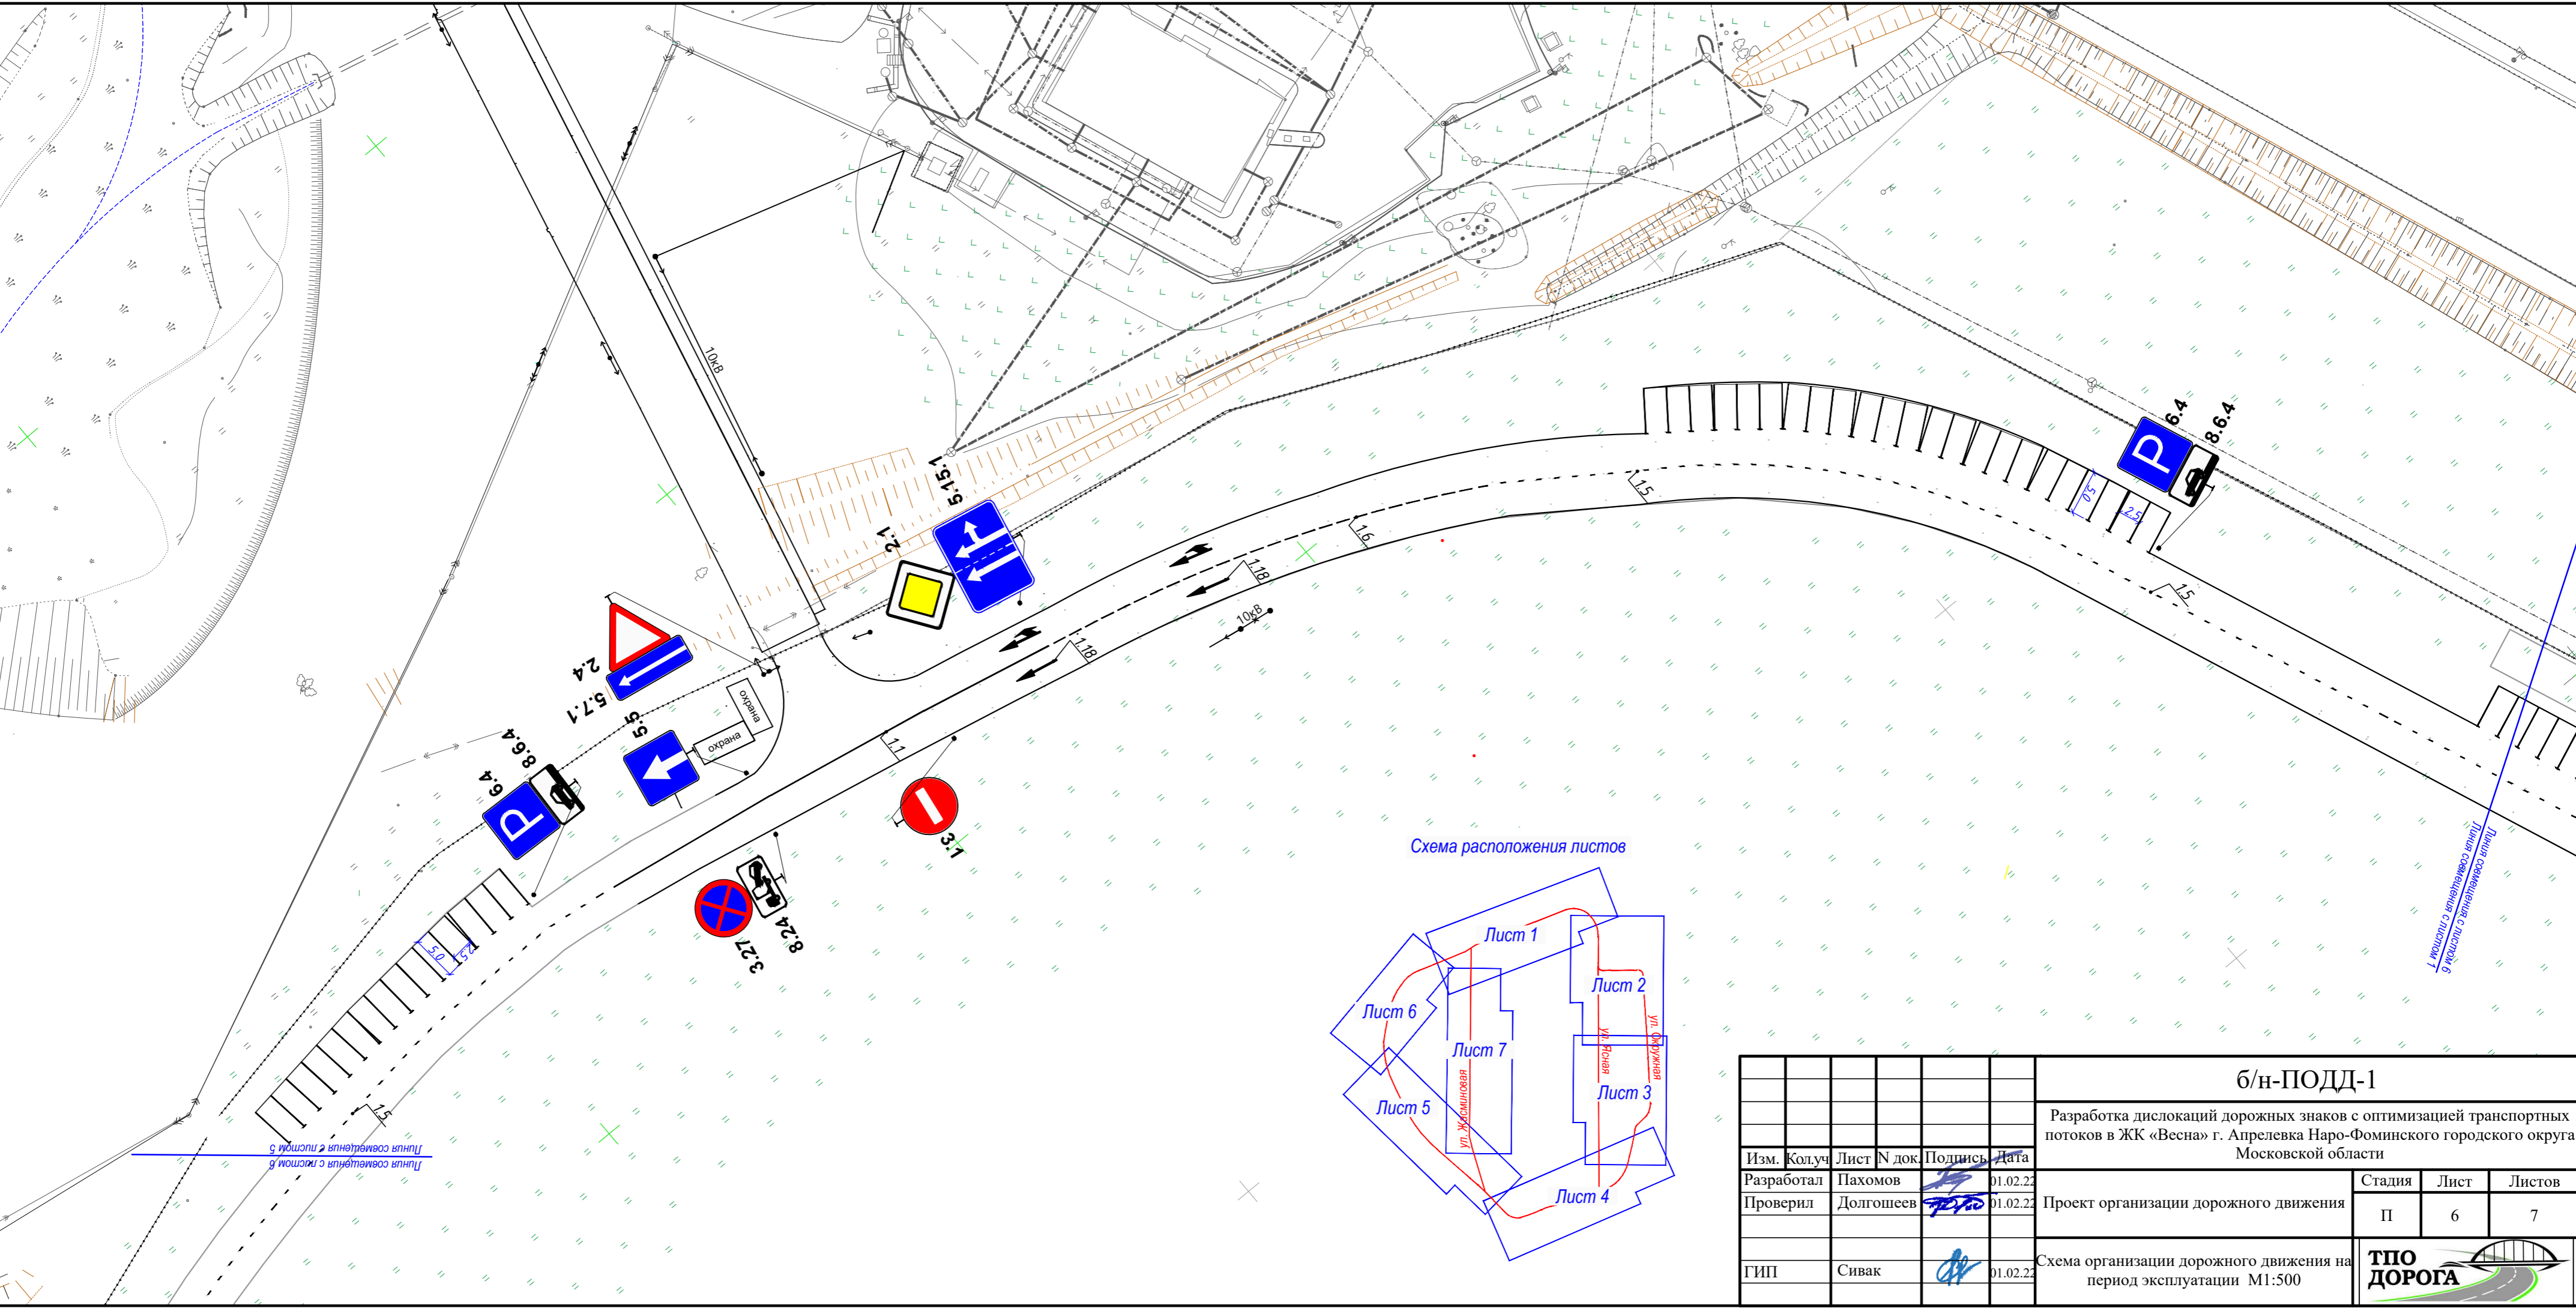 10кВ
5.15.1
2.1
2.4
5.7.1
5.5
охрана
охрана
8.6.4
6.4
P
1.18
1.18
10кВ
1.6
1.5
1.1
3.1
8.24
3.27
5.0
2.5
1.5
6.4
8.6.4
P
5.0
2.5
1.5
Линия совмещения с листом 5
Линия совмещения с листом 6
Линия совмещения с листом 6
Линия совмещения с листом 1
Схема расположения листов
Лист 1
Лист 2
Лист 6
Лист 7
Лист 3
Лист 5
Лист 4
ул. Жасминовая
ул. Ясная
ул. Окружная
б/н-ПОДД-1
Разработка дислокаций дорожных знаков с оптимизацией транспортных
потоков в ЖК «Весна» г. Апрелевка Наро-Фоминского городского округа
Московской области
Изм. Кол.уч Лист N док. Подпись Дата
Разработал Пахомов 01.02.22
Проверил Долгошеев 01.02.22
ГИП Сивак 01.02.22
Проект организации дорожного движения
Стадия Лист Листов
П 6 7
Схема организации дорожного движения на
период эксплуатации М1:500
ТПО
ДОРОГА